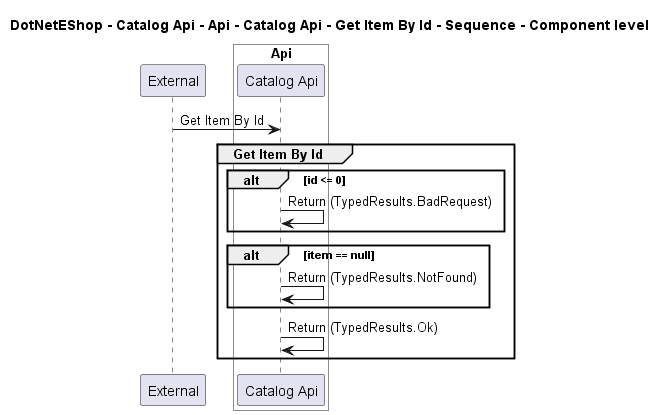 DotNetEShop - Catalog Api - Api - Catalog Api - Get Item By Id - Sequence - Component level
Api
External
Catalog Api
Get Item By Id
Get Item By Id
alt
[id <= 0]
Return (TypedResults.BadRequest)
alt
[item == null]
Return (TypedResults.NotFound)
Return (TypedResults.Ok)
External
Catalog Api